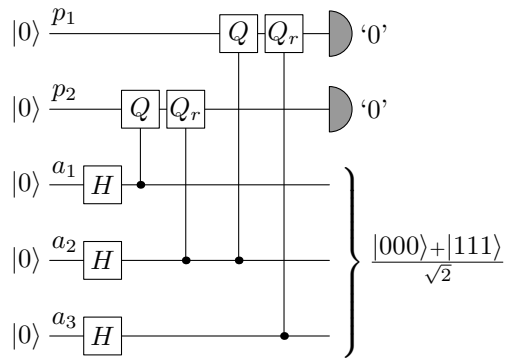 |0⟩ p₁ Q Qᵣ '0'
|0⟩ p₂ Q Qᵣ '0'
|0⟩ a₁ H
|0⟩ a₂ H
|000⟩+|111⟩
√2
|0⟩ a₃ H